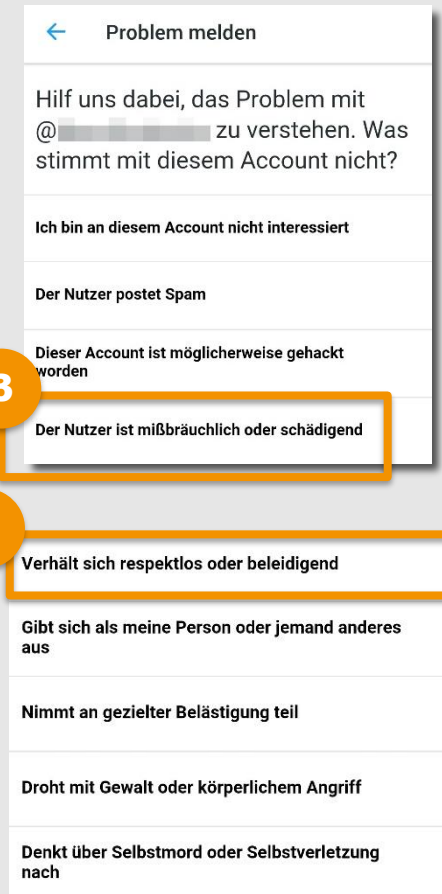 Problem melden
Hilf uns dabei, das Problem mit
@ zu verstehen. Was
stimmt mit diesem Account nicht?
Ich bin an diesem Account nicht interessiert
Der Nutzer postet Spam
Dieser Account ist möglicherweise gehackt
worden
Der Nutzer ist mißbräuchlich oder schädigend
Verhält sich respektlos oder beleidigend
Gibt sich als meine Person oder jemand anderes
aus
Nimmt an gezielter Belästigung teil
Droht mit Gewalt oder körperlichem Angriff
Denkt über Selbstmord oder Selbstverletzung
nach